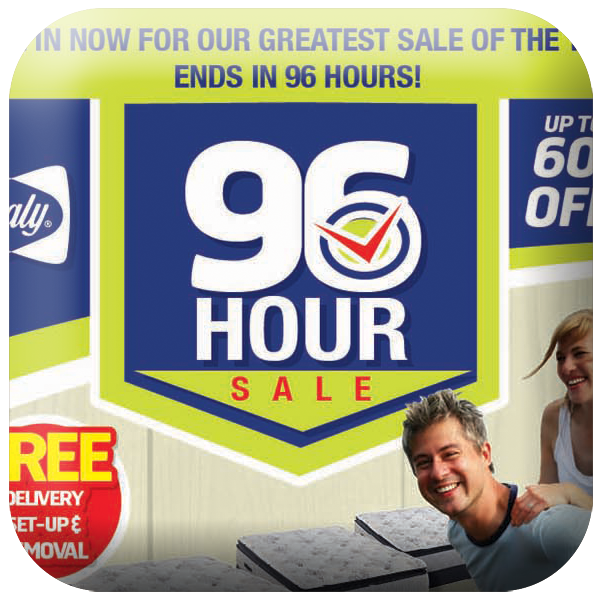 IN NOW FOR OUR GREATEST SALE OF THE
ENDS IN 96 HOURS!
UP TO
60
OFF
aly®
96
HOUR
SALE
REE
DELIVERY
SET-UP &
MOVAL